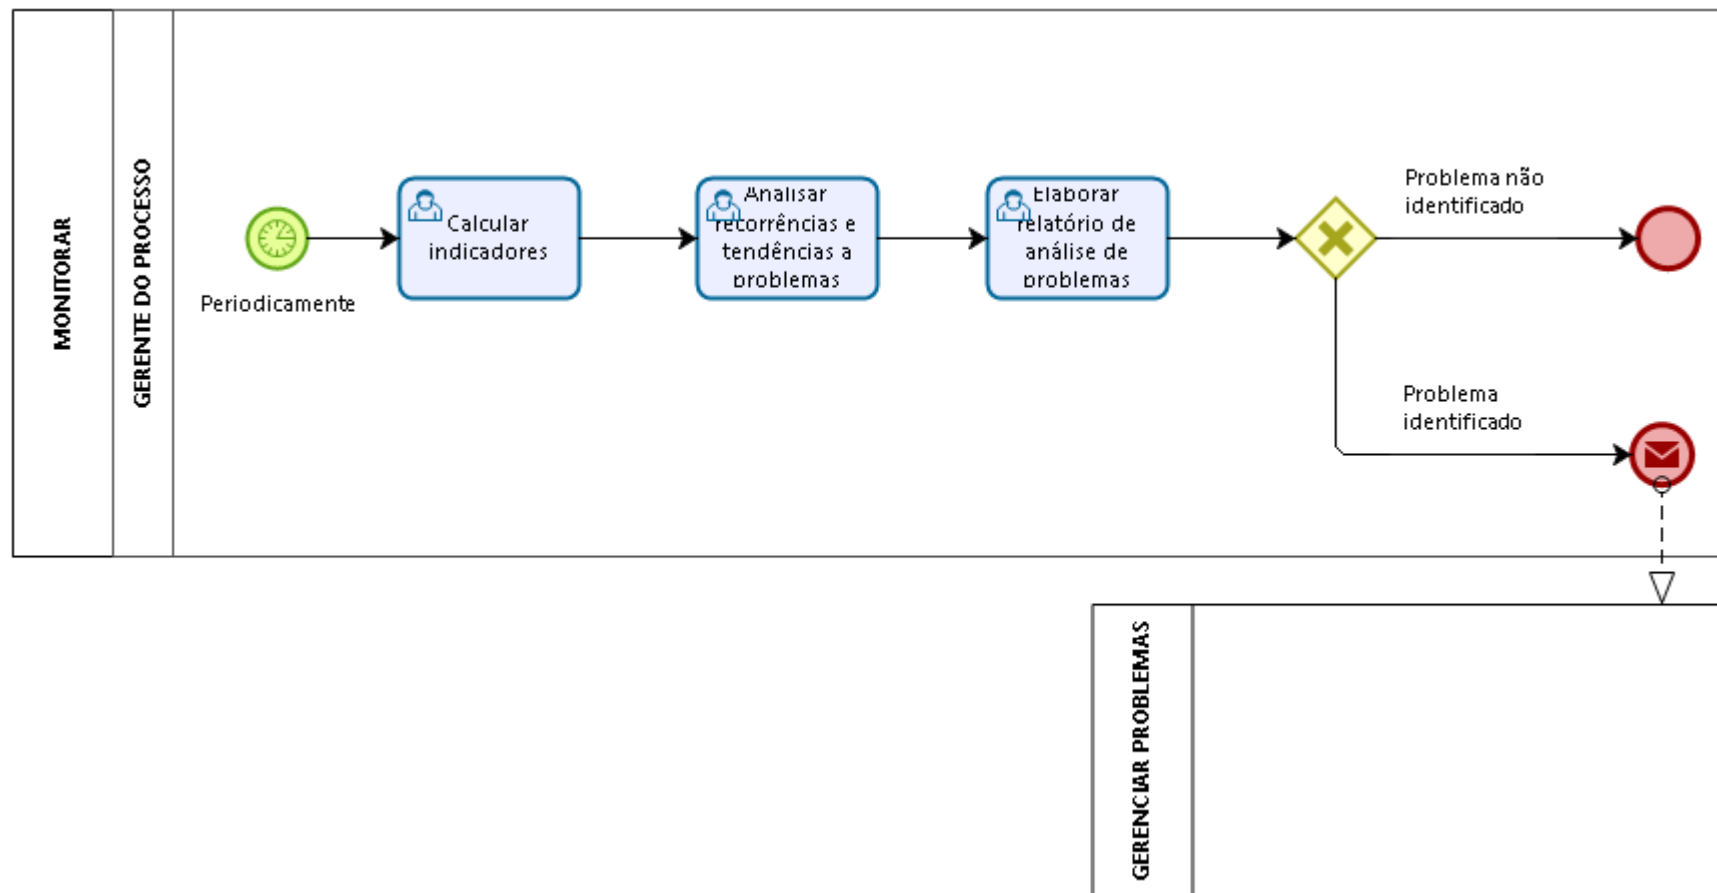 MONITORAR
GERENTE DO PROCESSO
Periodicamente
Calcular
indicadores
Analisar
recorrências e
tendências a
problemas
Elaborar
relatório de
análise de
problemas
Problema não
identificado
Problema
identificado
GERENCIAR PROBLEMAS